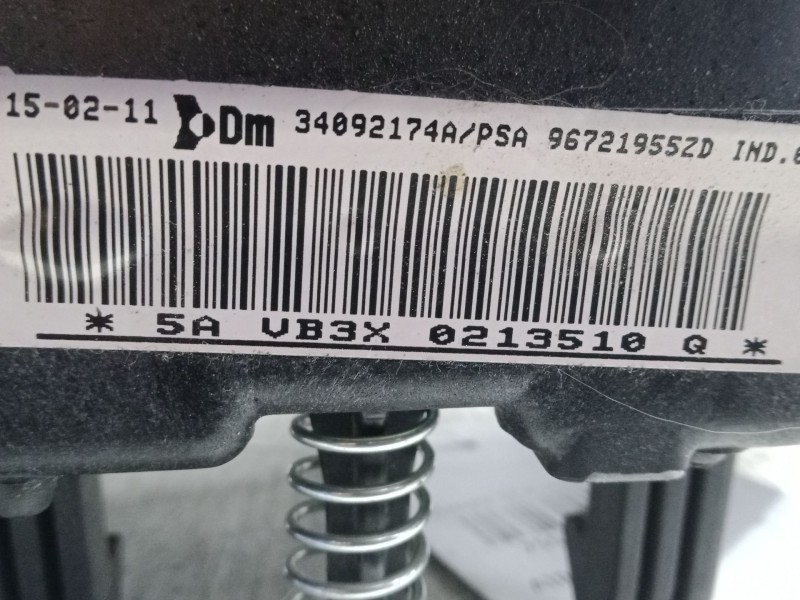 15-02-11 Dm 34092174A/PSA 96721955ZD IND.
* 5A VB3X 0213510 Q *